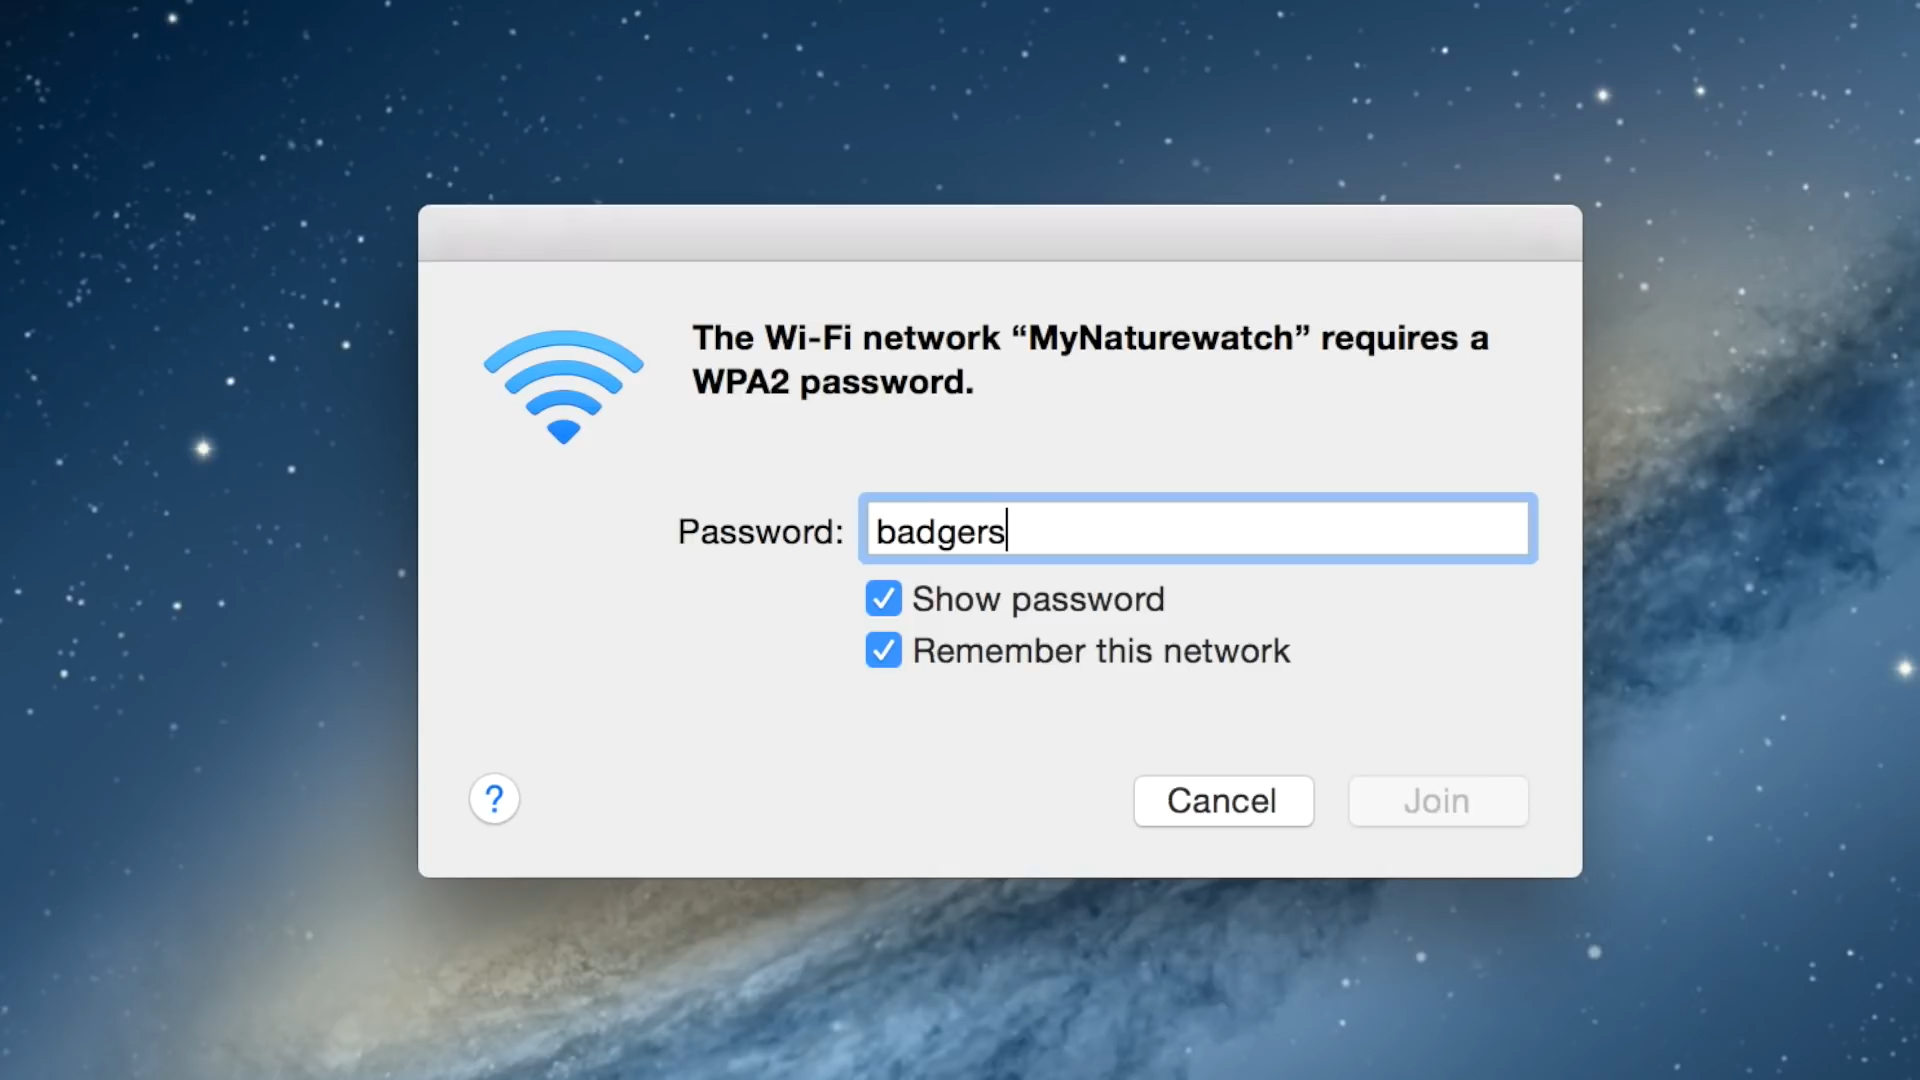 The Wi-Fi network “MyNaturewatch” requires a
WPA2 password.
Password: badgers
Show password
Remember this network
? Cancel Join